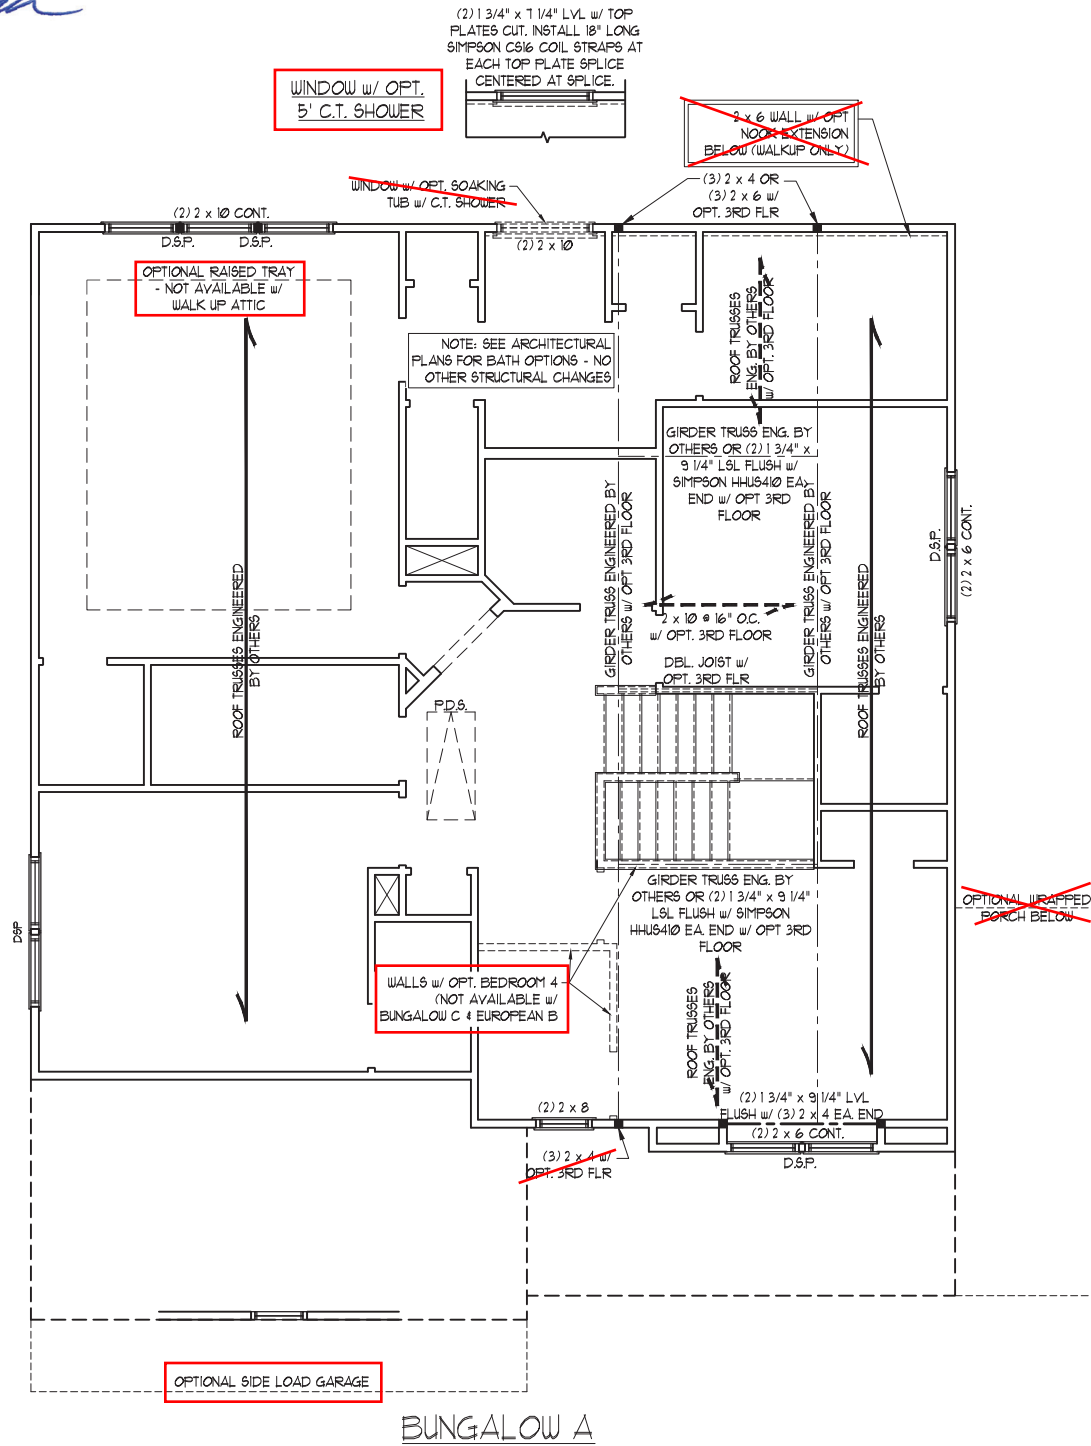 (2) 1 3/4" x 7 1/4" LVL w/ TOP
PLATES CUT. INSTALL 18" LONG
SIMPSON CS16 COIL STRAPS AT
EACH TOP PLATE SPLICE
CENTERED AT SPLICE.
WINDOW w/ OPT.
5' C.T. SHOWER
2 x 6 WALL w/ OPT
NOOK EXTENSION
BELOW (WALKUP ONLY)
WINDOW w/ OPT. SOAKING
TUB w/ C.T. SHOWER
(3) 2 x 4 OR
(3) 2 x 6 w/
OPT. 3RD FLR
(2) 2 x 10 CONT.
D.S.P.
D.S.P.
(2) 2 x 10
OPTIONAL RAISED TRAY
- NOT AVAILABLE w/
WALK UP ATTIC
NOTE: SEE ARCHITECTURAL
PLANS FOR BATH OPTIONS - NO
OTHER STRUCTURAL CHANGES
ROOF TRUSSES
ENG. BY OTHERS
w/ OPT. 3RD FLOOR
GIRDER TRUSS ENG. BY
OTHERS OR (2) 1 3/4" x
9 1/4" LSL FLUSH w/
SIMPSON HHUS410 EA.
END w/ OPT 3RD
FLOOR
GIRDER TRUSS ENGINEERED BY
OTHERS w/ OPT 3RD FLOOR
GIRDER TRUSS ENGINEERED BY
OTHERS w/ OPT 3RD FLOOR
D.S.P.
(2) 2 x 6 CONT.
ROOF TRUSSES ENGINEERED
BY OTHERS
ROOF TRUSSES ENGINEERED
BY OTHERS
2 x 10 @ 16" O.C.
w/ OPT. 3RD FLOOR
DBL. JOIST w/
OPT. 3RD FLR
P.D.S.
GIRDER TRUSS ENG. BY
OTHERS OR (2) 1 3/4" x 9 1/4"
LSL FLUSH w/ SIMPSON
HHUS410 EA. END w/ OPT 3RD
FLOOR
OPTIONAL WRAPPED
PORCH BELOW
DSP
WALLS w/ OPT. BEDROOM 4
(NOT AVAILABLE w/
BUNGALOW C & EUROPEAN B
ROOF TRUSSES
ENG. BY OTHERS
w/ OPT. 3RD FLOOR
(2) 1 3/4" x 9 1/4" LVL
FLUSH w/ (3) 2 x 4 EA. END
(2) 2 x 8
(2) 2 x 6 CONT.
D.S.P.
(3) 2 x 4 w/
OPT. 3RD FLR
OPTIONAL SIDE LOAD GARAGE
BUNGALOW A